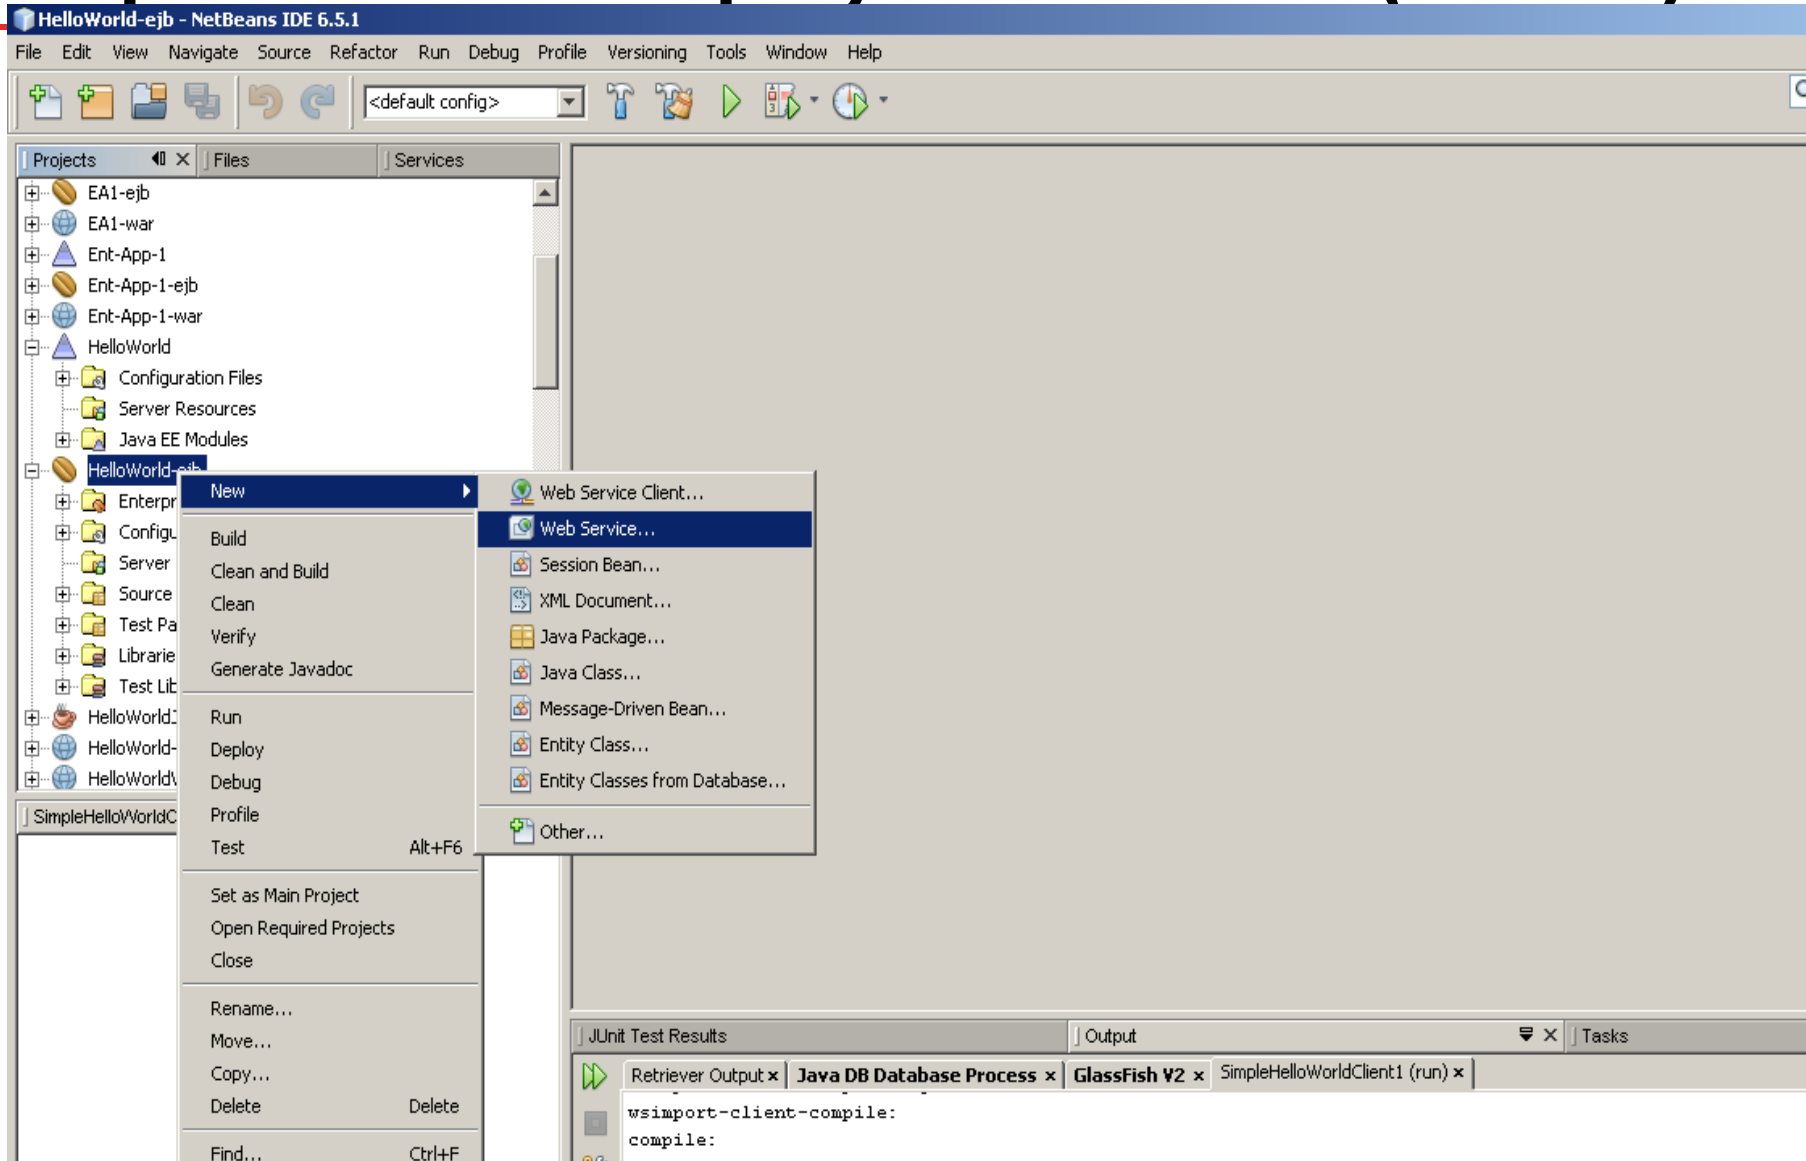 HelloWorld-ejb - NetBeans IDE 6.5.1
File Edit View Navigate Source Refactor Run Debug Profile Versioning Tools Window Help
<default config>
Projects Files Services
EA1-ejb
EA1-war
Ent-App-1
Ent-App-1-ejb
Ent-App-1-war
HelloWorld
Configuration Files
Server Resources
Java EE Modules
HelloWorld-ejb
Enterpr
Configu
Server
Source
Test Pa
Librarie
Test Lib
HelloWorld
HelloWorld-
HelloWorld
SimpleHelloWorldC
New
Build
Clean and Build
Clean
Verify
Generate Javadoc
Run
Deploy
Debug
Profile
Test Alt+F6
Set as Main Project
Open Required Projects
Close
Rename...
Move...
Copy...
Delete Delete
Find... Ctrl+F
Web Service Client...
Web Service...
Session Bean...
XML Document...
Java Package...
Java Class...
Message-Driven Bean...
Entity Class...
Entity Classes from Database...
Other...
JUnit Test Results Output Tasks
Retriever Output Java DB Database Process GlassFish V2 SimpleHelloWorldClient1 (run)
wsimport-client-compile:
compile: